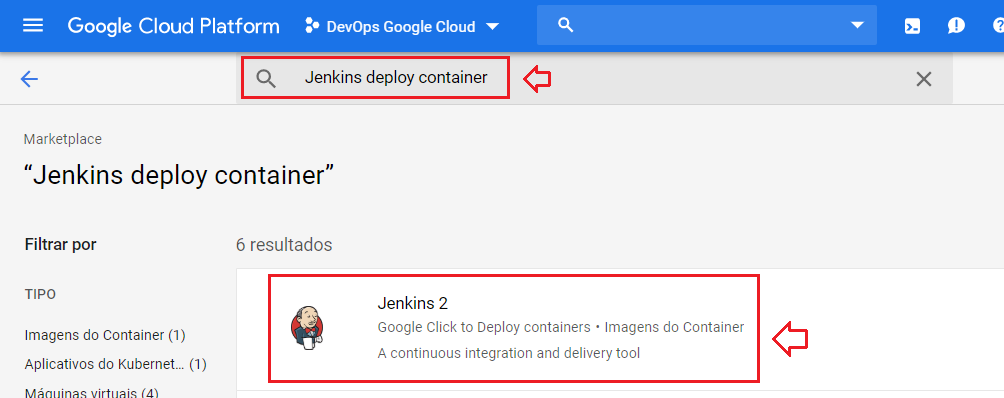 Google Cloud Platform
DevOps Google Cloud
Jenkins deploy container
Marketplace
“Jenkins deploy container”
Filtrar por
6 resultados
TIPO
Imagens do Container (1)
Aplicativos do Kubernet... (1)
Máquinas virtuais (4)
Jenkins 2
Google Click to Deploy containers • Imagens do Container
A continuous integration and delivery tool